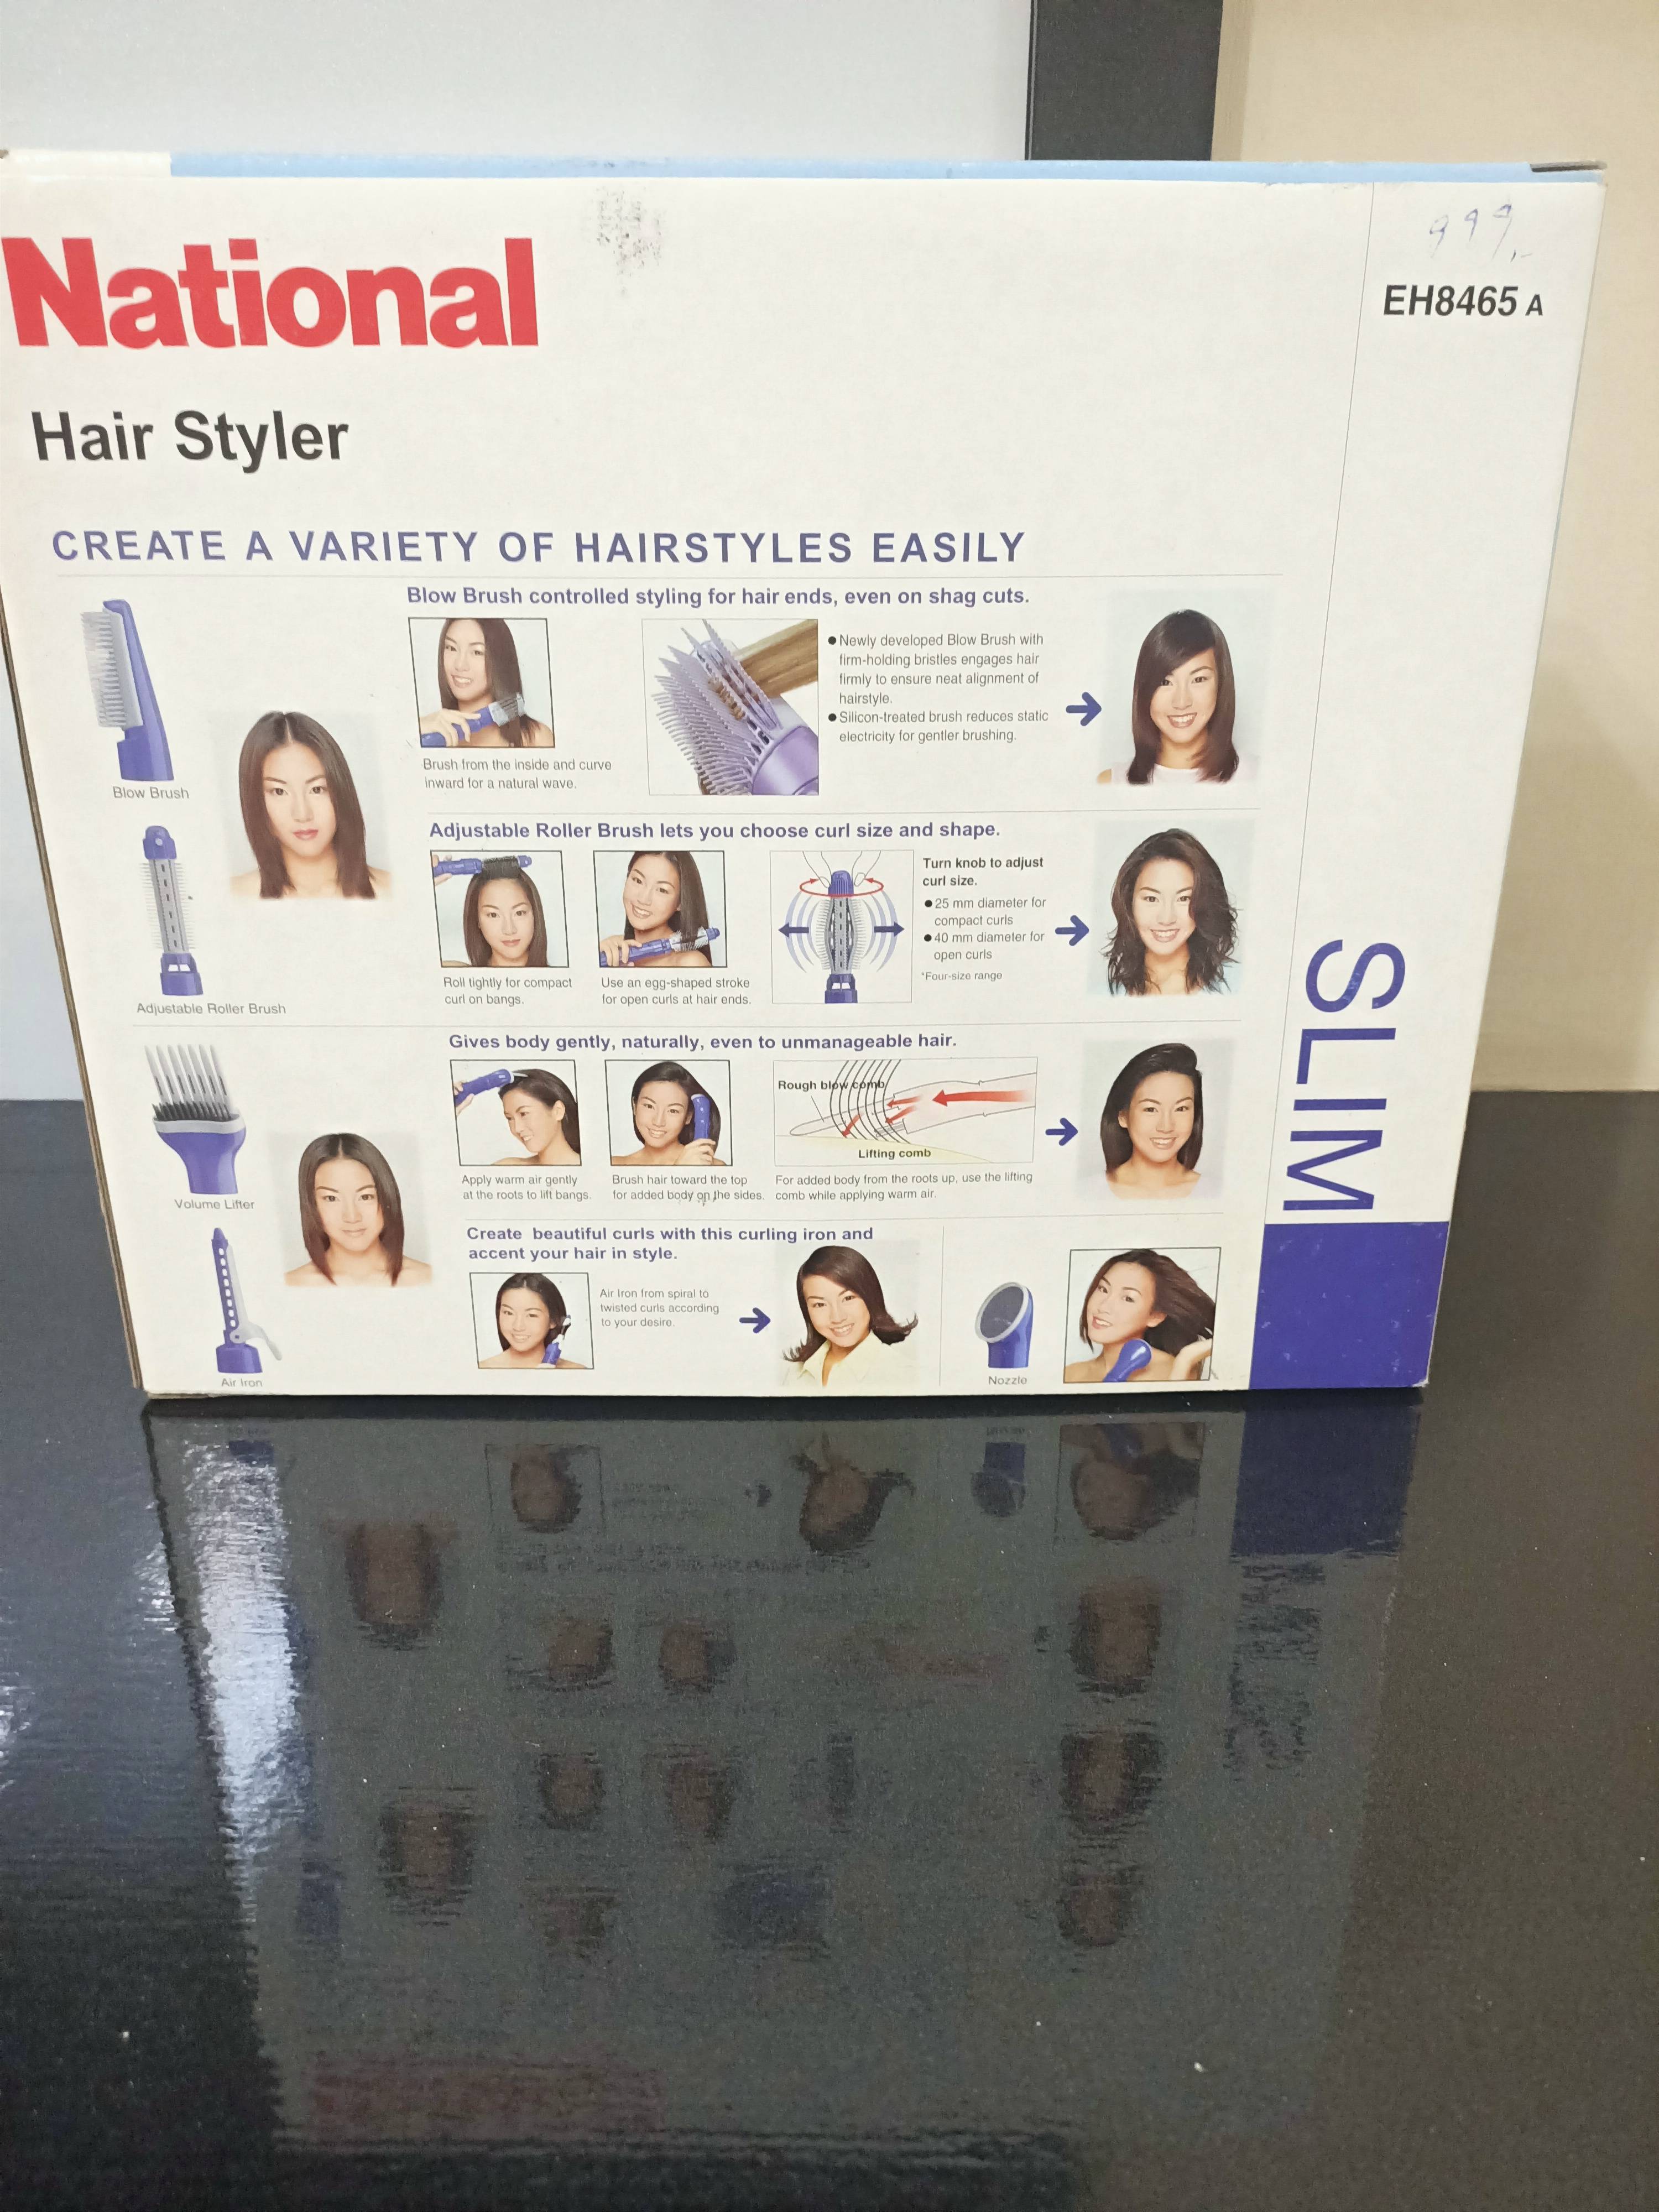 999,-
EH8465 A
National
Hair Styler
CREATE A VARIETY OF HAIRSTYLES EASILY
Blow Brush
Blow Brush controlled styling for hair ends, even on shag cuts.
Brush from the inside and curve
inward for a natural wave.
●Newly developed Blow Brush with
firm-holding bristles engages hair
firmly to ensure neat alignment of
hairstyle.
●Silicon-treated brush reduces static
electricity for gentler brushing.
Adjustable Roller Brush
Adjustable Roller Brush lets you choose curl size and shape.
Roll tightly for compact
curl on bangs.
Use an egg-shaped stroke
for open curls at hair ends.
Turn knob to adjust
curl size.
●25 mm diameter for
compact curls
●40 mm diameter for
open curls
*Four-size range
Volume Lifter
Gives body gently, naturally, even to unmanageable hair.
Apply warm air gently
at the roots to lift bangs.
Brush hair toward the top
for added body on the sides.
Rough blow comb
Lifting comb
For added body from the roots up, use the lifting
comb while applying warm air.
Air Iron
Create beautiful curls with this curling iron and
accent your hair in style.
Air Iron from spiral to
twisted curls according
to your desire.
Nozzle
SLIM